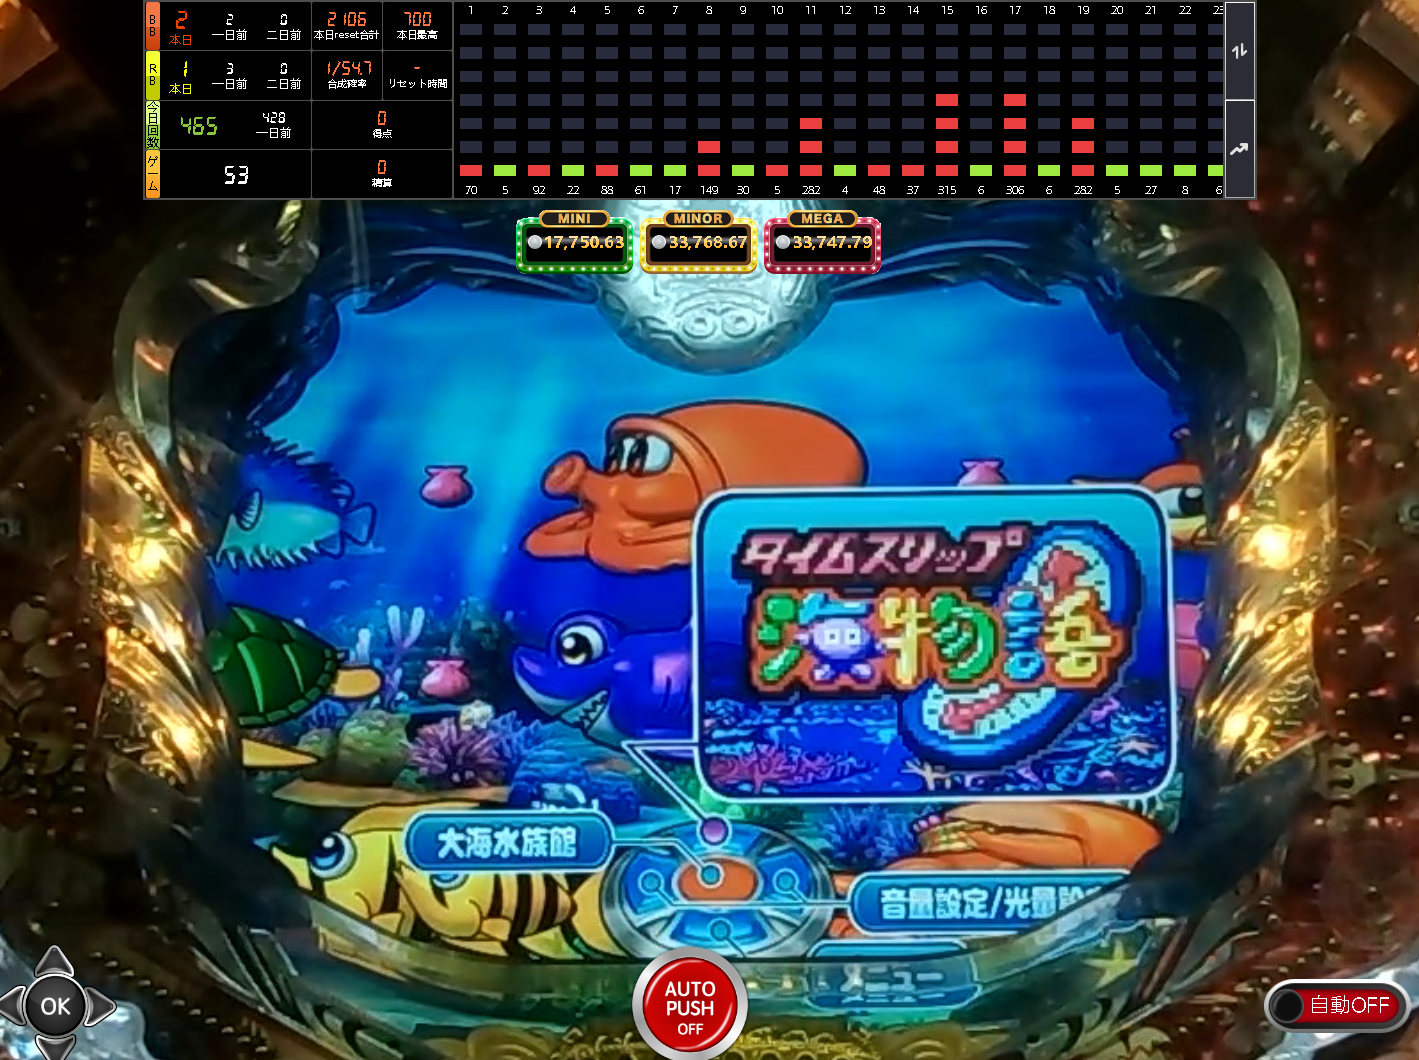 BB
2
本日
2
一日前
0
二日前
2106
本日reset合計
700
本日最高
RB
1
本日
3
一日前
0
二日前
1/54.7
合成確率
-
リセット時間
今日回数
465
428
一日前
0
得点
ゲーム
53
0
積算
1 2 3 4 5 6 7 8 9 10 11 12 13 14 15 16 17 18 19 20 21 22 23
70 5 92 22 88 61 17 149 30 5 282 4 48 37 315 6 306 6 282 5 27 8 6
MINI MINOR MEGA
17,750.63 33,768.67 33,747.79
タイムスリップ
海物語
大海水族館
音量設定/光量設
メニュー
OK
AUTO
PUSH
OFF
自動OFF